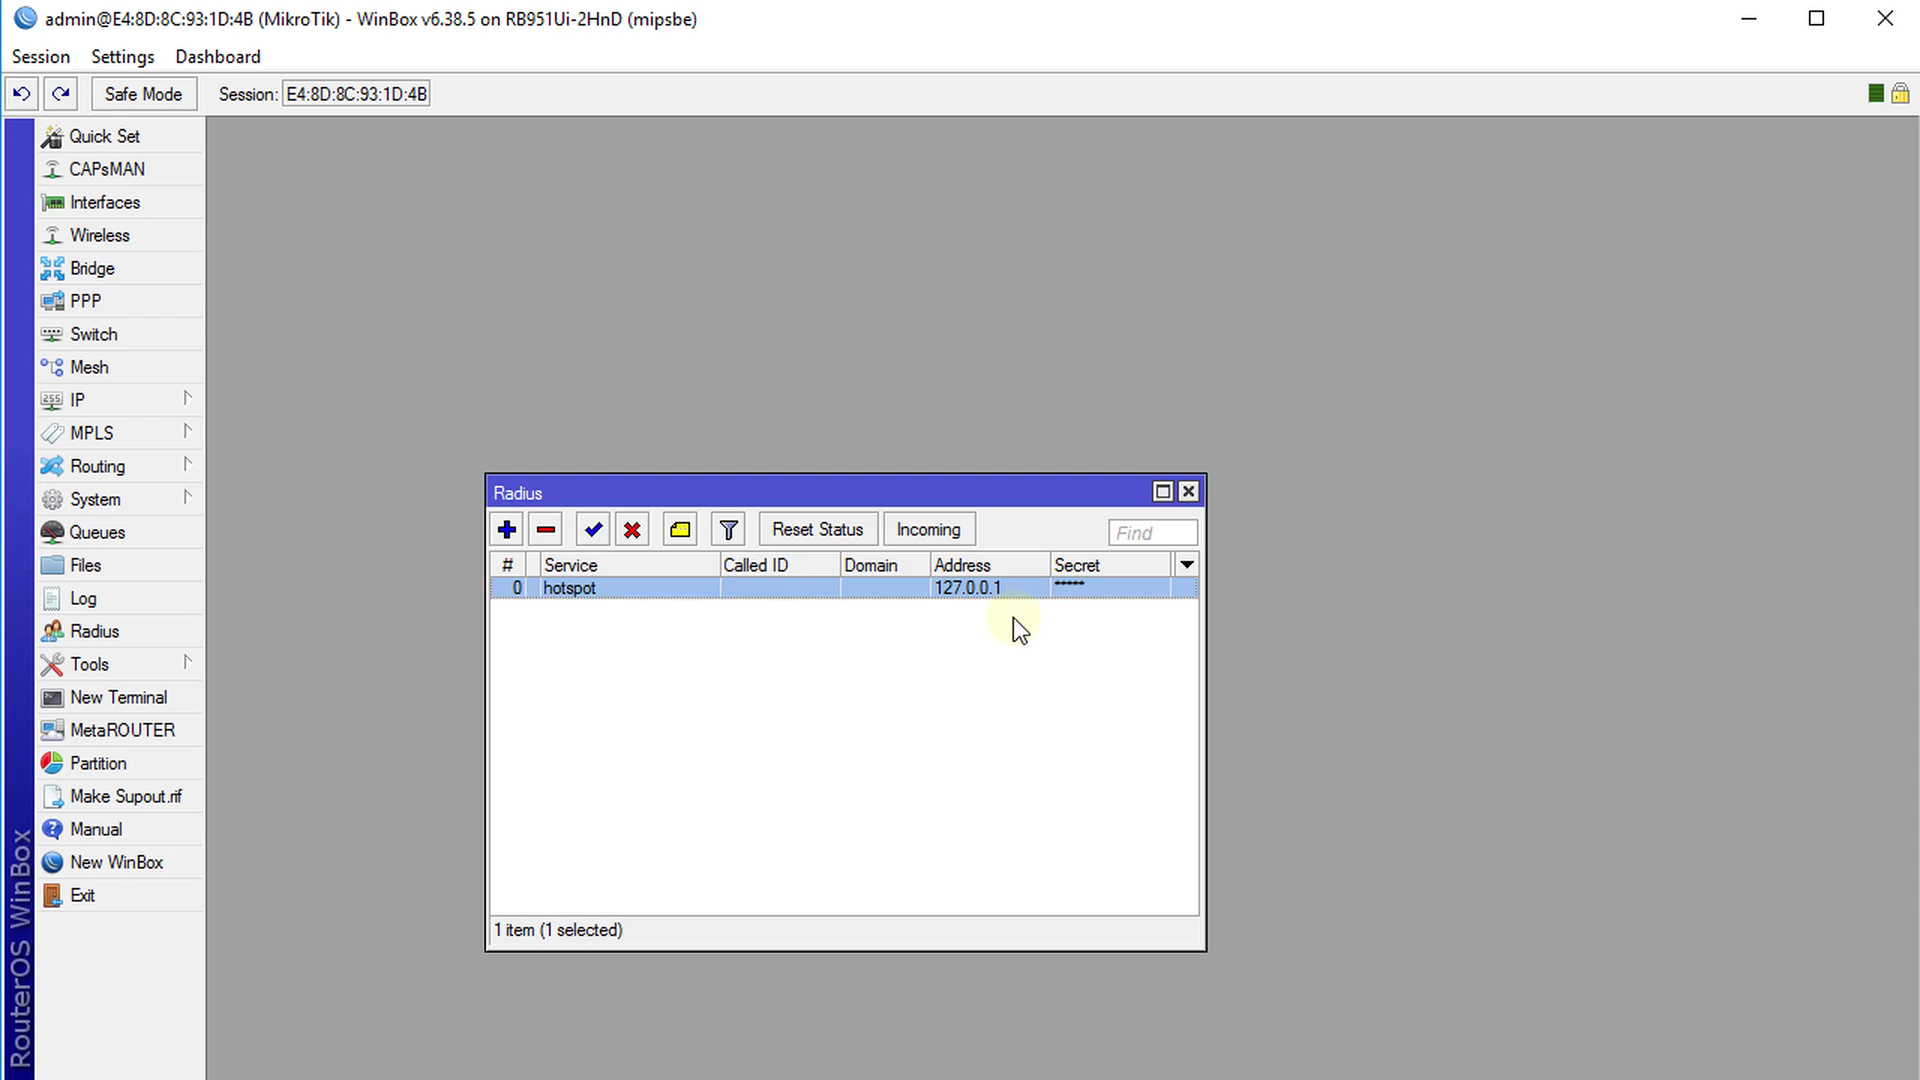 admin@E4:8D:8C:93:1D:4B (MikroTik) - WinBox v6.38.5 on RB951Ui-2HnD (mipsbe)
Session Settings Dashboard
Safe Mode Session: E4:8D:8C:93:1D:4B
Quick Set
CAPsMAN
Interfaces
Wireless
Bridge
PPP
Switch
Mesh
IP
MPLS
Routing
System
Queues
Files
Log
Radius
Tools
New Terminal
MetaROUTER
Partition
Make Supout.rif
Manual
New WinBox
Exit
RouterOS WinBox
Radius
Reset Status Incoming Find
# Service Called ID Domain Address Secret
0 hotspot 127.0.0.1 *****
1 item (1 selected)